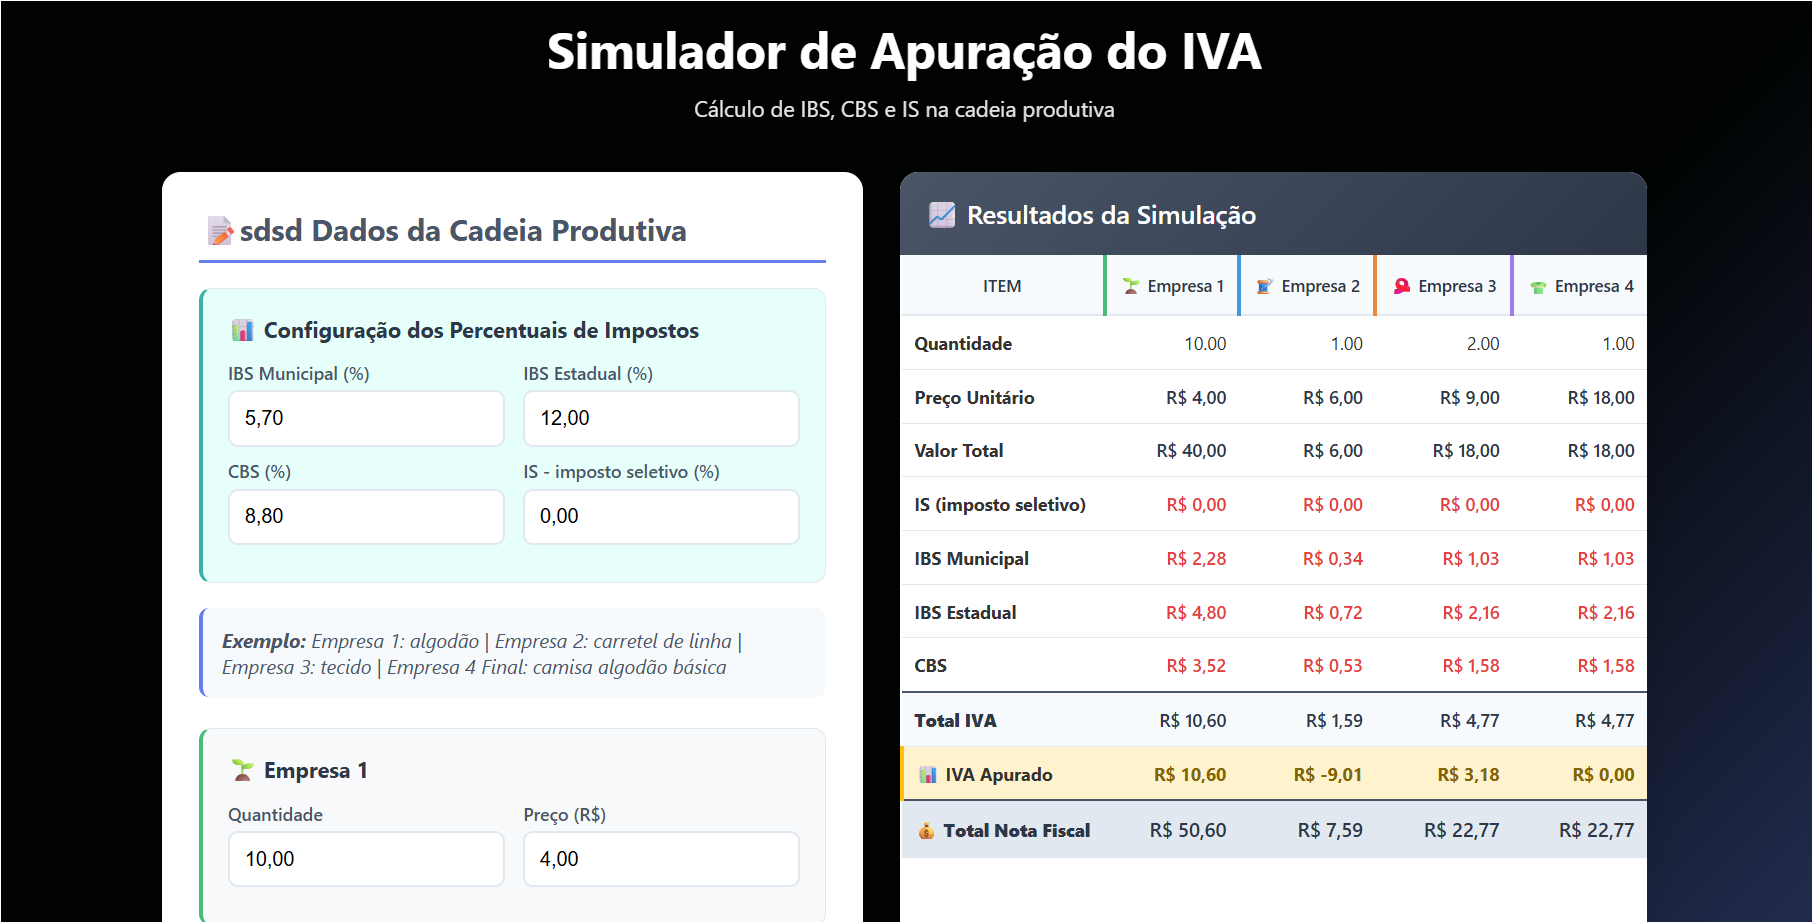 Simulador de Apuração do IVA
Cálculo de IBS, CBS e IS na cadeia produtiva
sdsd Dados da Cadeia Produtiva
Configuração dos Percentuais de Impostos
IBS Municipal (%) IBS Estadual (%)
5,70 12,00
CBS (%) IS - imposto seletivo (%)
8,80 0,00
Exemplo: Empresa 1: algodão | Empresa 2: carretel de linha |
Empresa 3: tecido | Empresa 4 Final: camisa algodão básica
Empresa 1
Quantidade Preço (R$)
10,00 4,00
Resultados da Simulação
ITEM Empresa 1 Empresa 2 Empresa 3 Empresa 4
Quantidade 10.00 1.00 2.00 1.00
Preço Unitário R$ 4,00 R$ 6,00 R$ 9,00 R$ 18,00
Valor Total R$ 40,00 R$ 6,00 R$ 18,00 R$ 18,00
IS (imposto seletivo) R$ 0,00 R$ 0,00 R$ 0,00 R$ 0,00
IBS Municipal R$ 2,28 R$ 0,34 R$ 1,03 R$ 1,03
IBS Estadual R$ 4,80 R$ 0,72 R$ 2,16 R$ 2,16
CBS R$ 3,52 R$ 0,53 R$ 1,58 R$ 1,58
Total IVA R$ 10,60 R$ 1,59 R$ 4,77 R$ 4,77
IVA Apurado R$ 10,60 R$ -9,01 R$ 3,18 R$ 0,00
Total Nota Fiscal R$ 50,60 R$ 7,59 R$ 22,77 R$ 22,77